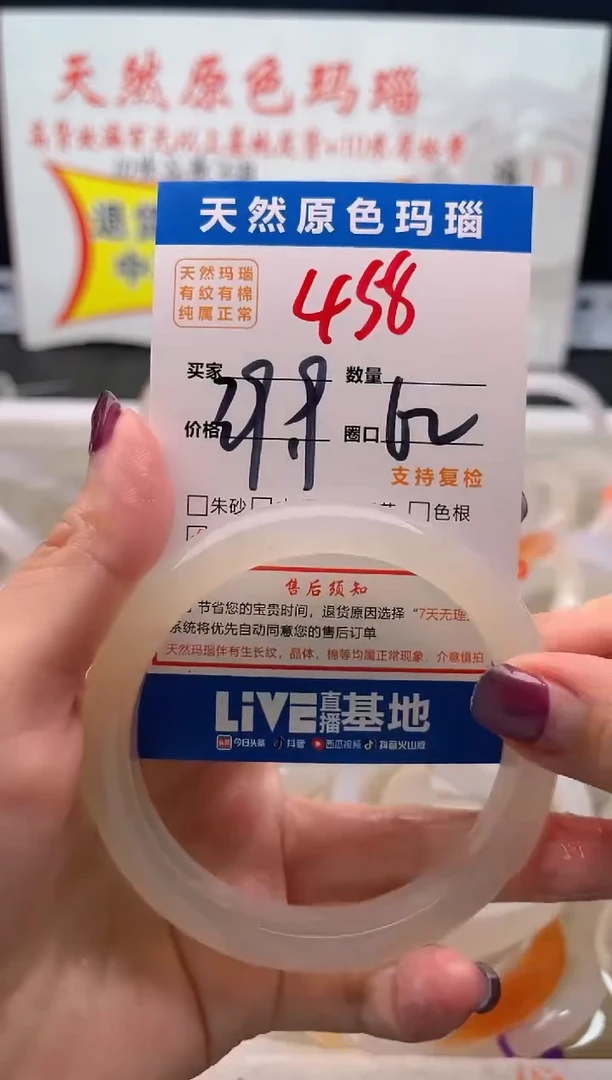 天然原色玛瑙
退货
天然原色玛瑙
天然玛瑙
有纹有棉
纯属正常
458
买家 数量
价格 圈口 62
支持复检
朱砂 色根
售后须知
节省您的宝贵时间，退货原因选择“7天无理
系统将优先自动同意您的售后订单
天然玛瑙伴有生长纹，晶体，棉等均属正常现象，介意慎拍
LiVE直播基地
头条 今日头条 抖音 西瓜视频 抖音火山版